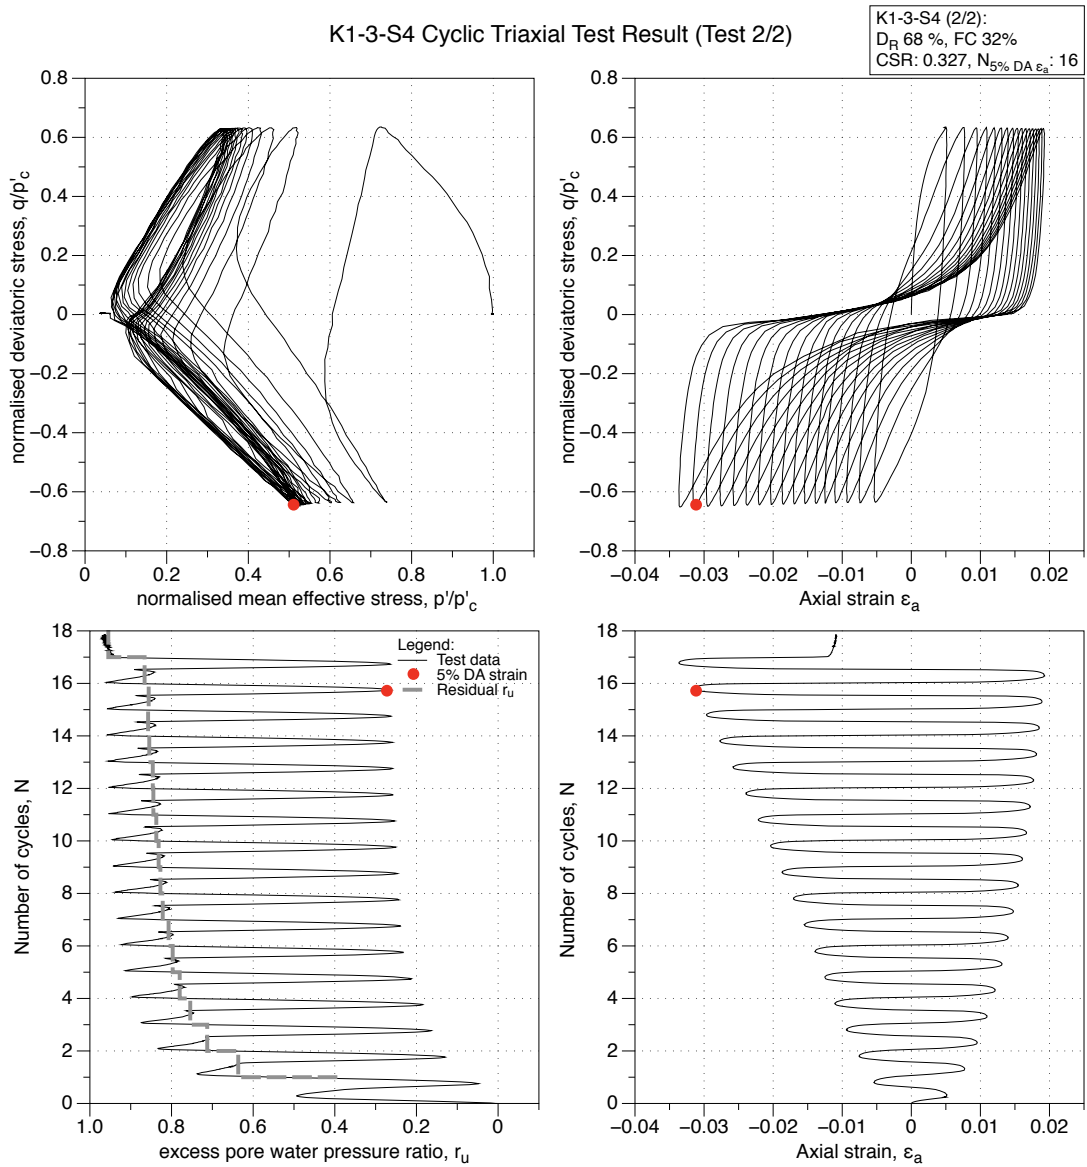 K1-3-S4 Cyclic Triaxial Test Result (Test 2/2)
K1-3-S4 (2/2):
DR 68 %, FC 32%
CSR: 0.327, N5% DA εa: 16
normalised deviatoric stress, q/p'c
0.8
0.6
0.4
0.2
0
−0.2
−0.4
−0.6
−0.8
0 0.2 0.4 0.6 0.8 1.0
normalised mean effective stress, p'/p'c
normalised deviatoric stress, q/p'c
0.8
0.6
0.4
0.2
0
−0.2
−0.4
−0.6
−0.8
−0.04 −0.03 −0.02 −0.01 0 0.01 0.02
Axial strain εa
Number of cycles, N
18
16
14
12
10
8
6
4
2
0
Legend:
Test data
5% DA strain
Residual ru
1.0 0.8 0.6 0.4 0.2 0
excess pore water pressure ratio, ru
Number of cycles, N
18
16
14
12
10
8
6
4
2
0
−0.04 −0.03 −0.02 −0.01 0 0.01 0.02
Axial strain, εa